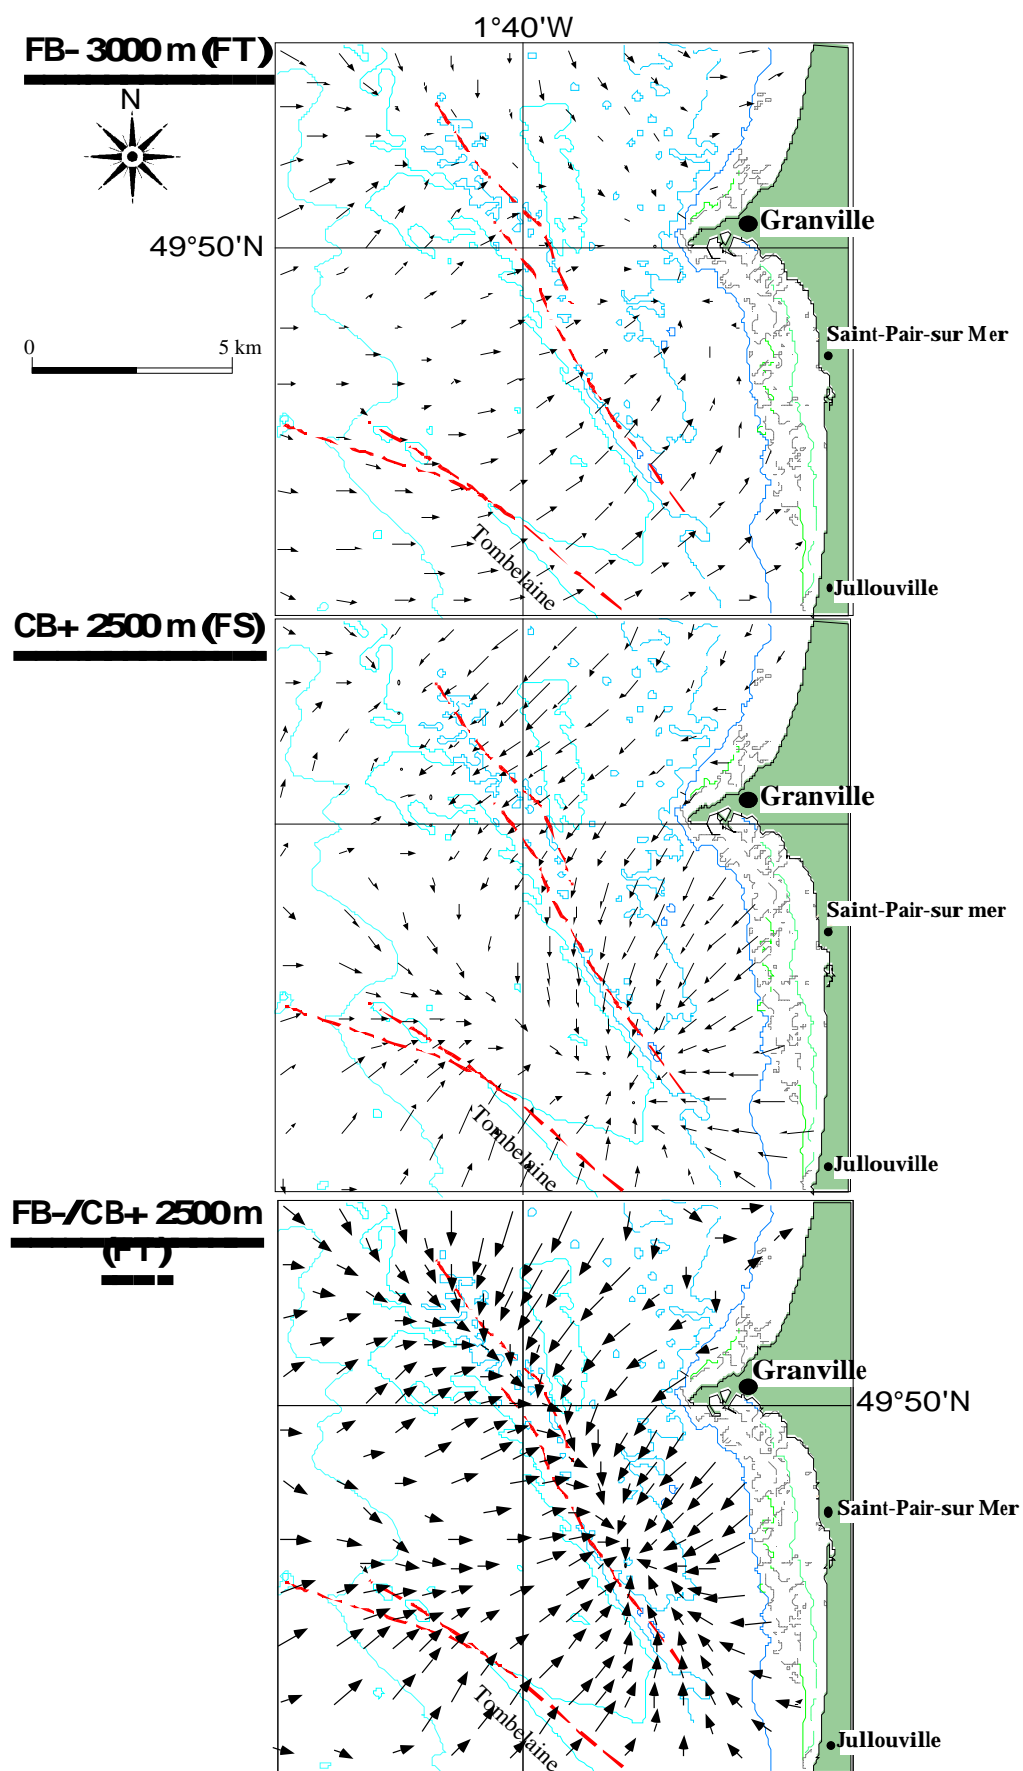 1°40'W
FB- 3000 m (FT)
N
Granville
49°50'N
Saint-Pair-sur Mer
0 5 km
Tombelaine
Jullouville
CB+ 2500 m (FS)
Granville
Saint-Pair-sur mer
Tombelaine
Jullouville
FB-/CB+ 2500 m
(FT)
Granville
49°50'N
Saint-Pair-sur Mer
Tombelaine
Jullouville